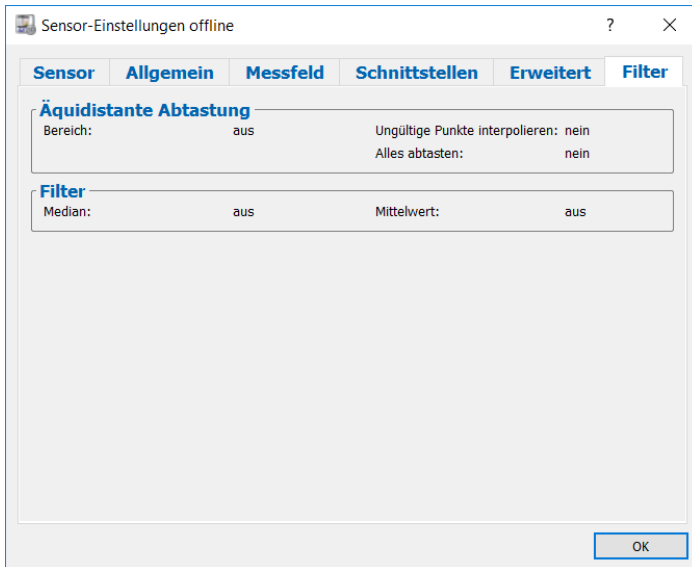 Sensor-Einstellungen offline ?
Sensor Allgemein Messfeld Schnittstellen Erweitert Filter
Äquidistante Abtastung
Bereich: aus Ungültige Punkte interpolieren: nein
Alles abtasten: nein
Filter
Median: aus Mittelwert: aus
OK